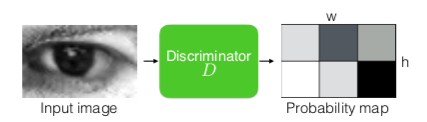 w
Discriminator
D
h
Input image
Probability map